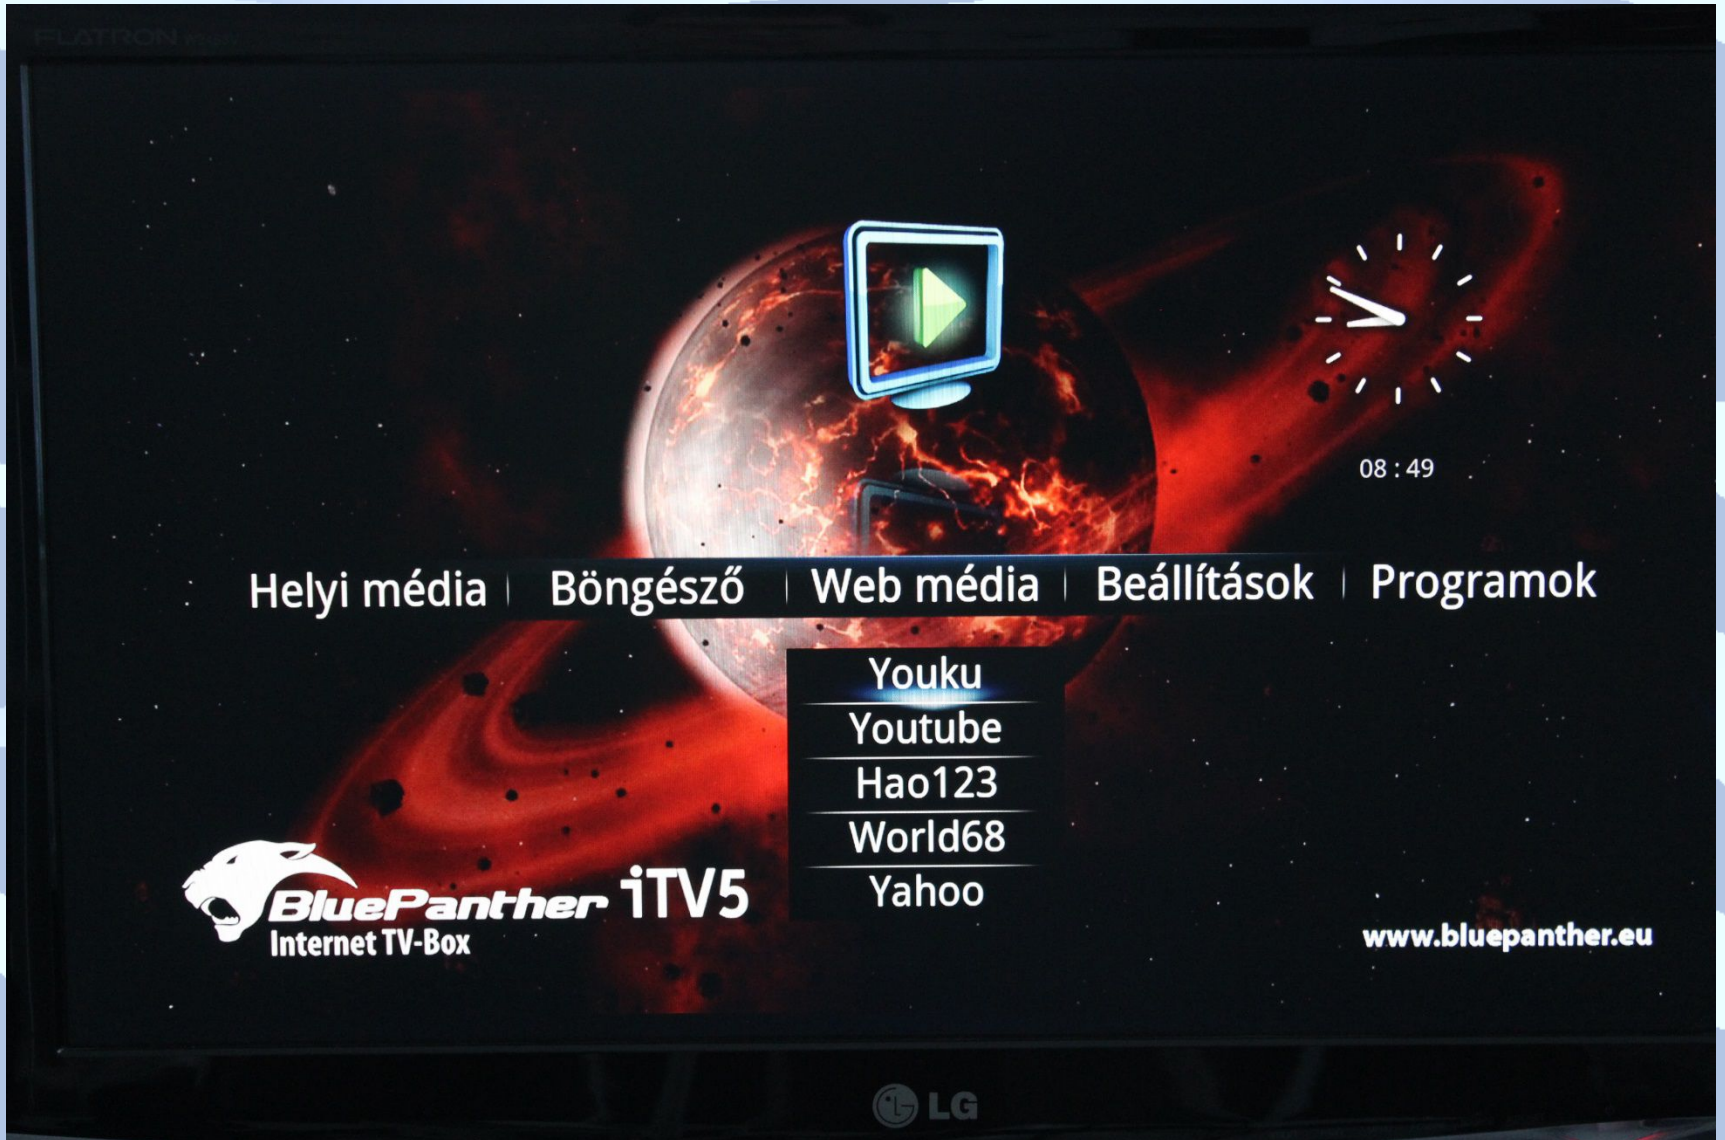 FLATRON
08 : 49
Helyi média Böngésző Web média Beállítások Programok
Youku
Youtube
Hao123
World68
Yahoo
BluePanther iTV5
Internet TV-Box
www.bluepanther.eu
LG